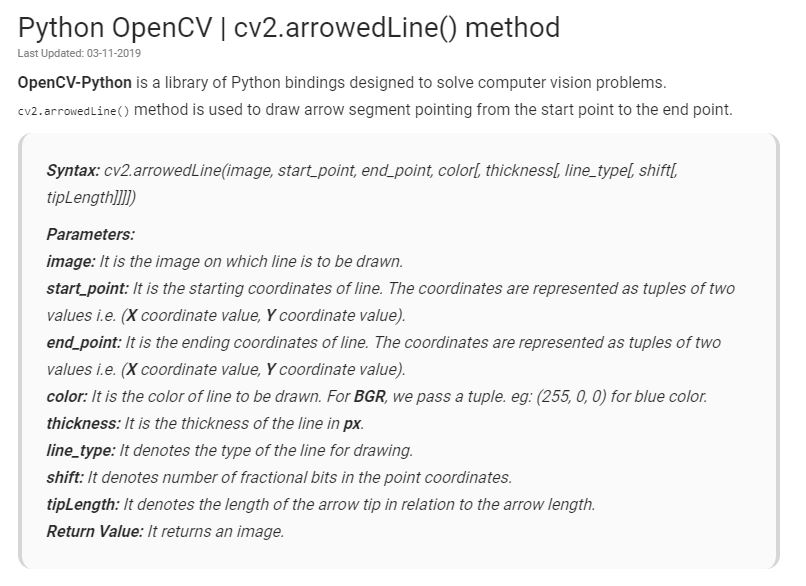 Python OpenCV | cv2.arrowedLine() method
Last Updated: 03-11-2019
OpenCV-Python is a library of Python bindings designed to solve computer vision problems.
cv2.arrowedLine() method is used to draw arrow segment pointing from the start point to the end point.
Syntax: cv2.arrowedLine(image, start_point, end_point, color[, thickness[, line_type[, shift[,
tipLength]]]])
Parameters:
image: It is the image on which line is to be drawn.
start_point: It is the starting coordinates of line. The coordinates are represented as tuples of two
values i.e. (X coordinate value, Y coordinate value).
end_point: It is the ending coordinates of line. The coordinates are represented as tuples of two
values i.e. (X coordinate value, Y coordinate value).
color: It is the color of line to be drawn. For BGR, we pass a tuple. eg: (255, 0, 0) for blue color.
thickness: It is the thickness of the line in px.
line_type: It denotes the type of the line for drawing.
shift: It denotes number of fractional bits in the point coordinates.
tipLength: It denotes the length of the arrow tip in relation to the arrow length.
Return Value: It returns an image.